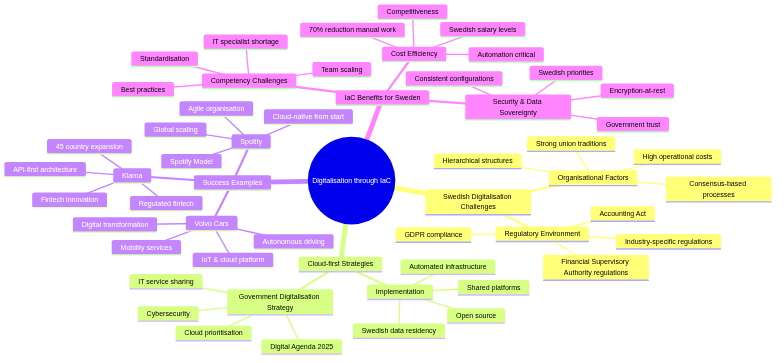 Digitalisation through IaC
IaC Benefits for Sweden
Competency Challenges
IT specialist shortage
Standardisation
Best practices
Team scaling
Cost Efficiency
Competitiveness
70% reduction manual work
Swedish salary levels
Automation critical
Security & Data
Sovereignty
Consistent configurations
Swedish priorities
Encryption-at-rest
Government trust
Success Examples
Spotify
Agile organisation
Cloud-native from start
Global scaling
Spotify Model
Klarna
45 country expansion
API-first architecture
Fintech innovation
Regulated fintech
Volvo Cars
Digital transformation
Mobility services
IoT & cloud platform
Autonomous driving
Swedish Digitalisation
Challenges
Organisational Factors
Hierarchical structures
Strong union traditions
High operational costs
Consensus-based
processes
Regulatory Environment
GDPR compliance
Accounting Act
Industry-specific regulations
Financial Supervisory
Authority regulations
Cloud-first Strategies
Government Digitalisation
Strategy
IT service sharing
Cybersecurity
Cloud prioritisation
Digital Agenda 2025
Implementation
Automated infrastructure
Shared platforms
Open source
Swedish data residency